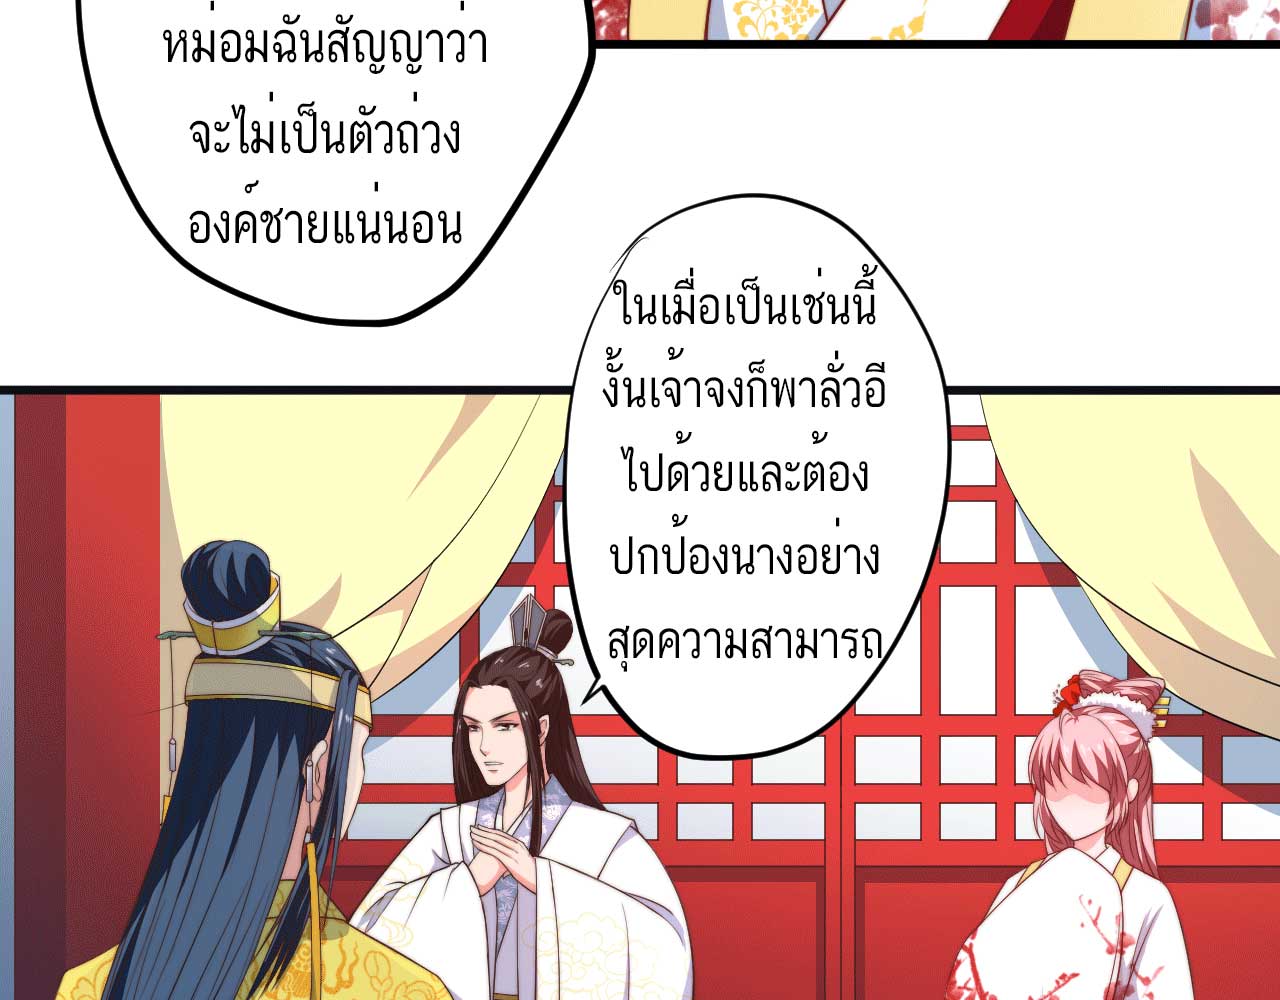 หม่อมฉันสัญญาว่า
จะไม่เป็นตัวถ่วง
องค์ชายแน่นอน
ในเมื่อเป็นเช่นนี้
งั้นเจ้าจงก็พาลั่วอี
ไปด้วยและต้อง
ปกป้องนางอย่าง
สุดความสามารถ